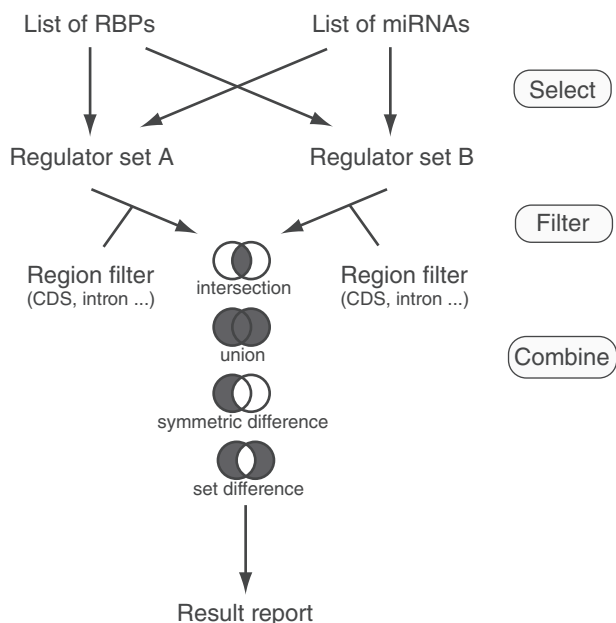 List of RBPs
List of miRNAs
Select
Regulator set A
Regulator set B
Filter
Region filter
(CDS, intron ...)
Region filter
(CDS, intron ...)
intersection
union
Combine
symmetric difference
set difference
Result report